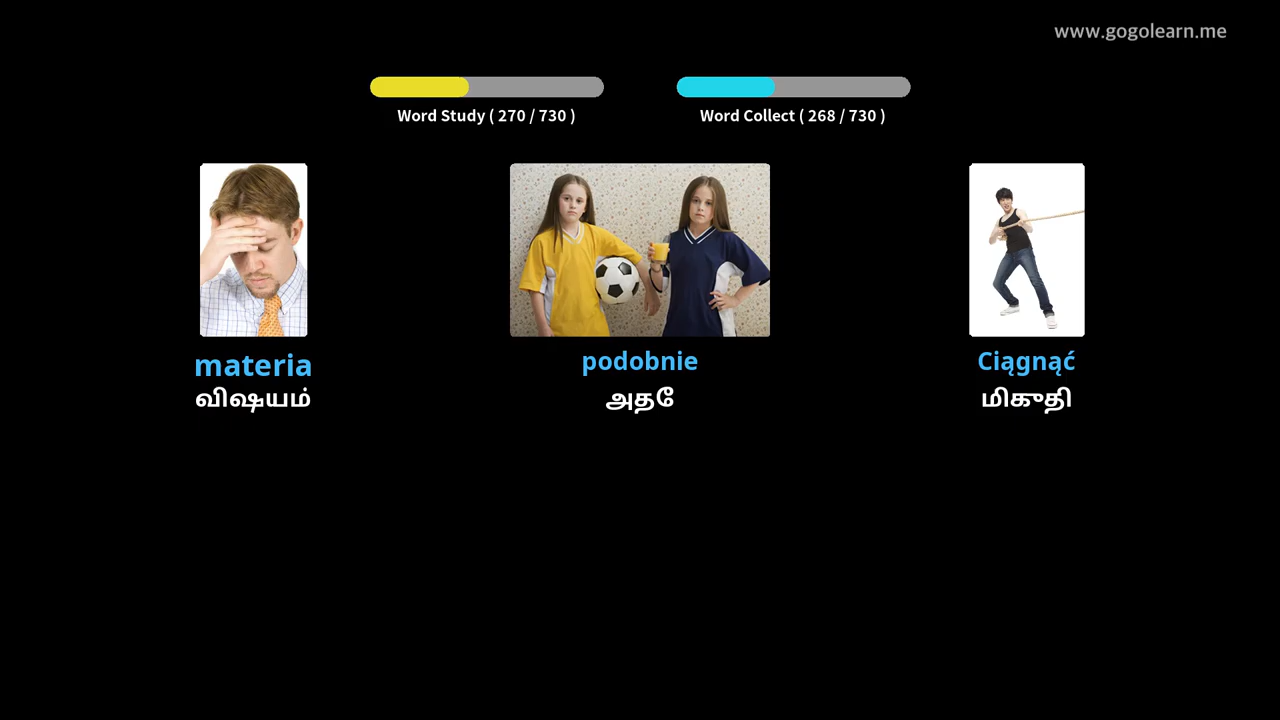 www.gogolearn.me
Word Study ( 270 / 730 )
Word Collect ( 268 / 730 )
materia
podobnie
Ciągnąć
விஷயம்
அதே
மிகுதி